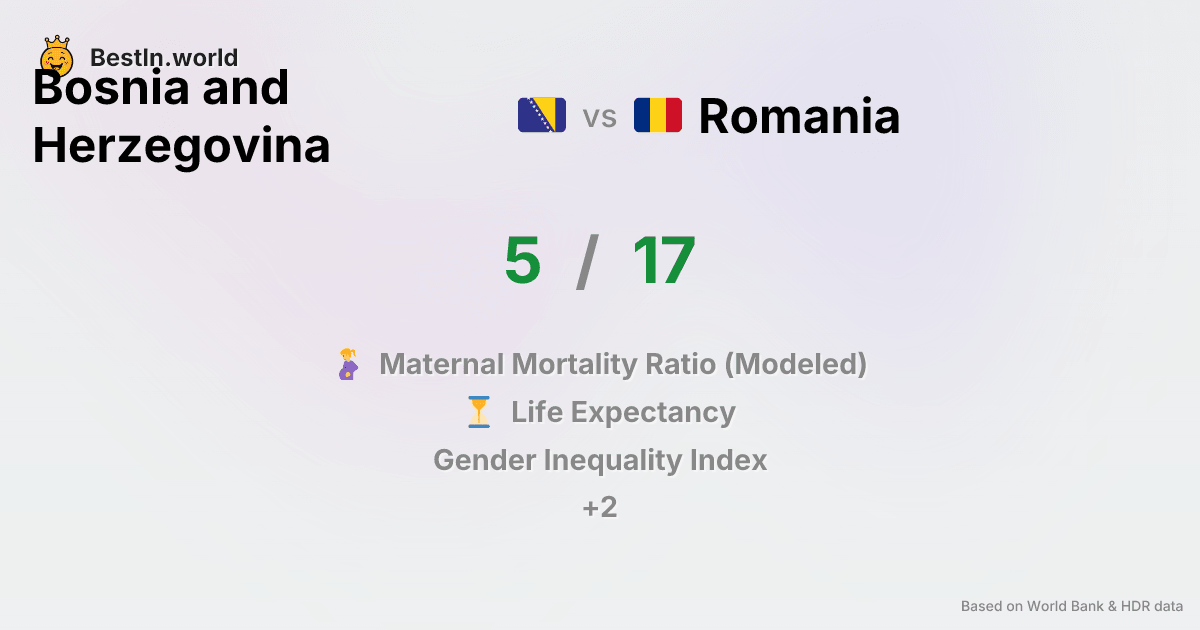 BestIn.world
Bosnia and
Herzegovina
vs
Romania
5 / 17
Maternal Mortality Ratio (Modeled)
Life Expectancy
Gender Inequality Index
+2
Based on World Bank & HDR data